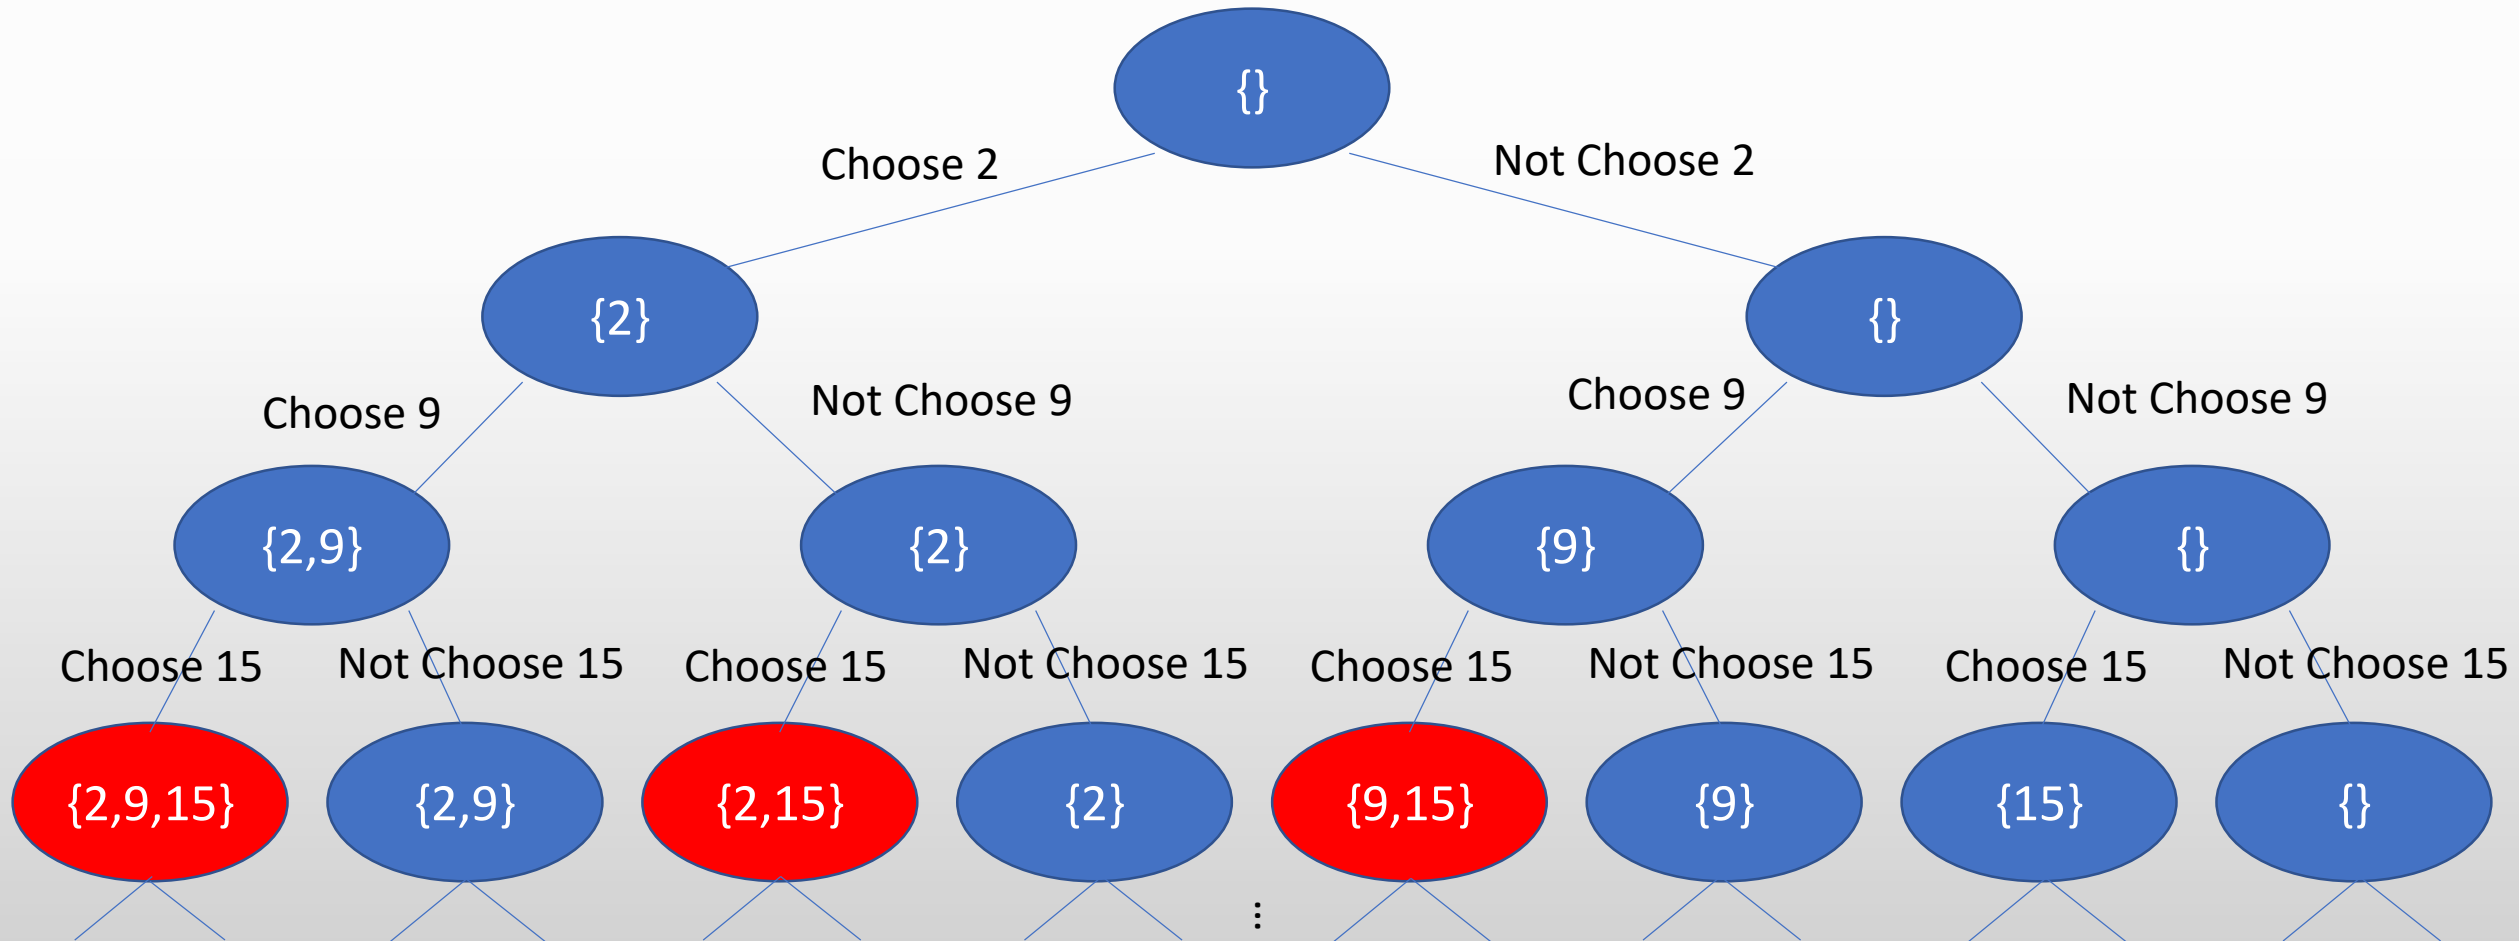 {}
Choose 2
Not Choose 2
{2}
{}
Choose 9
Not Choose 9
Choose 9
Not Choose 9
{2,9}
{2}
{9}
{}
Choose 15
Not Choose 15
Choose 15
Not Choose 15
Choose 15
Not Choose 15
Choose 15
Not Choose 15
{2,9,15}
{2,9}
{2,15}
{2}
{9,15}
{9}
{15}
{}
⋮